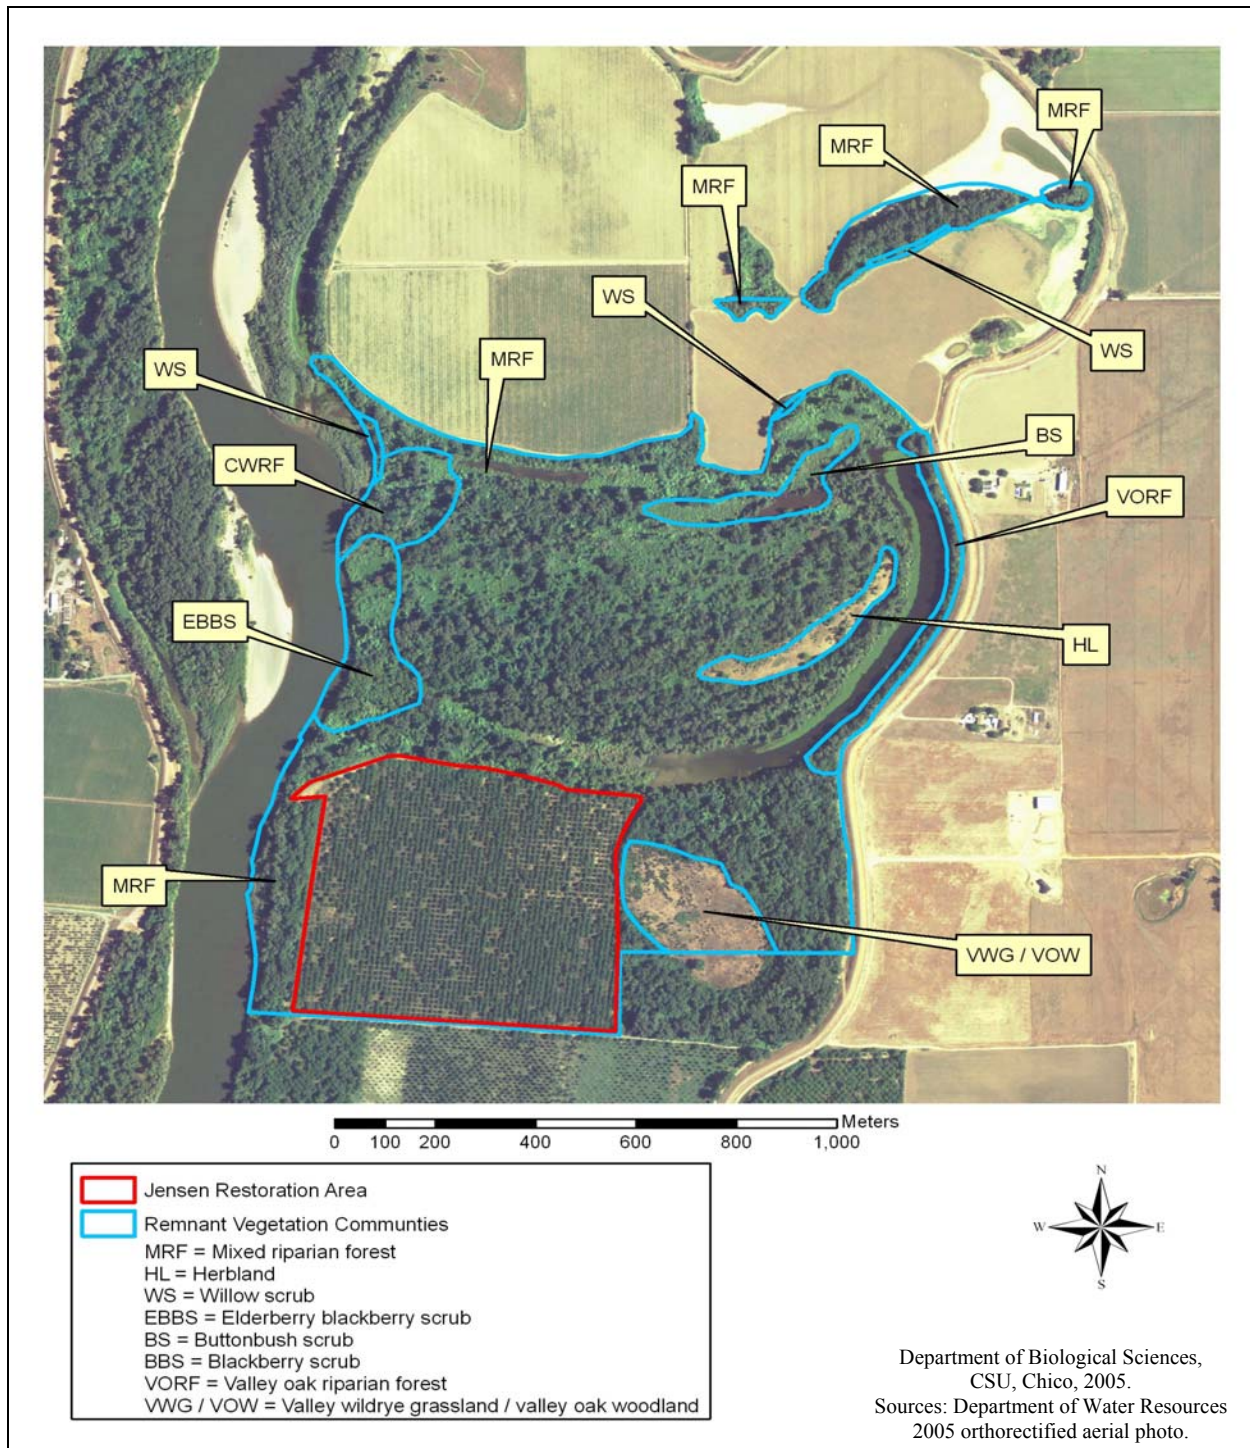 MRF
MRF
MRF
WS
WS
MRF
WS
BS
CWRF
VORF
EBBS
HL
MRF
VWG / VOW
Meters
0 100 200 400 600 800 1,000
Jensen Restoration Area
Remnant Vegetation Communties
MRF = Mixed riparian forest
HL = Herbland
WS = Willow scrub
EBBS = Elderberry blackberry scrub
BS = Buttonbush scrub
BBS = Blackberry scrub
VORF = Valley oak riparian forest
VWG / VOW = Valley wildrye grassland / valley oak woodland
N
W E
S
Department of Biological Sciences,
CSU, Chico, 2005.
Sources: Department of Water Resources
2005 orthorectified aerial photo.